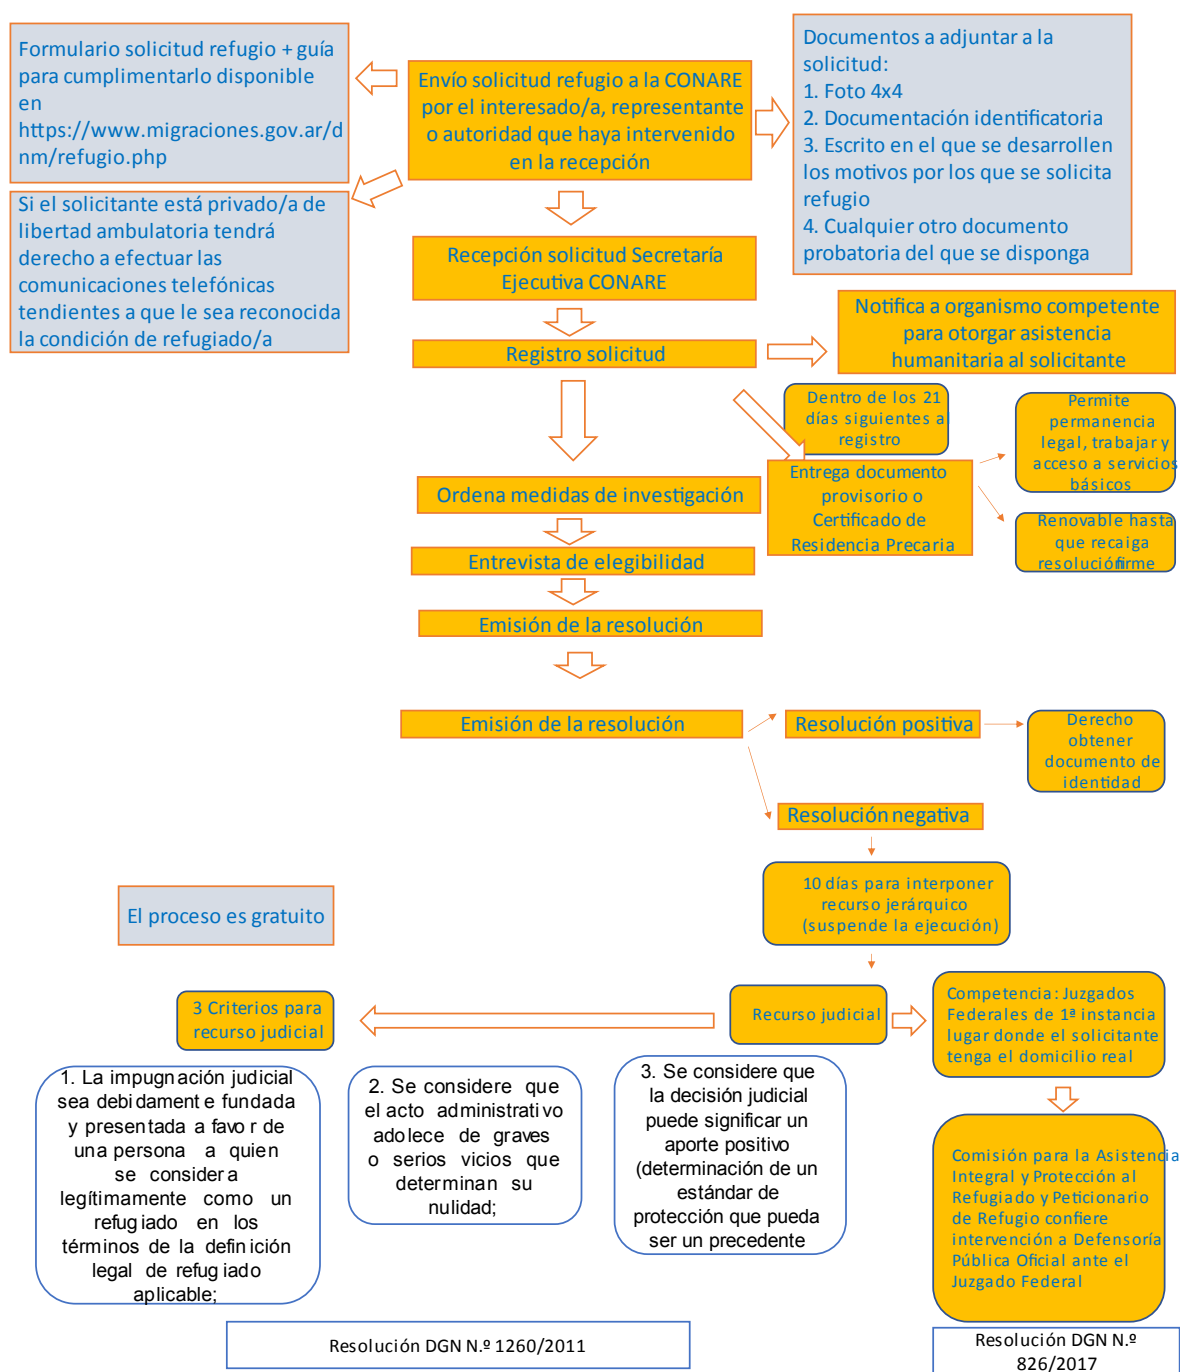 Formulario solicitud refugio + guía
para cumplimentarlo disponible
en
https://www.migraciones.gov.ar/d
nm/refugio.php
Envío solicitud refugio a la CONARE
por el interesado/a, representante
o autoridad que haya intervenido
en la recepción
Documentos a adjuntar a la
solicitud:
1. Foto 4x4
2. Documentación identificatoria
3. Escrito en el que se desarrollen
los motivos por los que se solicita
refugio
4. Cualquier otro documento
probatoria del que se disponga
Si el solicitante está privado/a de
libertad ambulatoria tendrá
derecho a efectuar las
comunicaciones telefónicas
tendientes a que le sea reconocida
la condición de refugiado/a
Recepción solicitud Secretaría
Ejecutiva CONARE
Registro solicitud
Notifica a organismo competente
para otorgar asistencia
humanitaria al solicitante
Dentro de los 21
días siguientes al
registro
Entrega documento
provisorio o
Certificado de
Residencia Precaria
Permite
permanencia
legal, trabajar y
acceso a servicios
básicos
Renovable hasta
que recaiga
resolución firme
Ordena medidas de investigación
Entrevista de elegibilidad
Emisión de la resolución
Emisión de la resolución
Resolución positiva
Derecho
obtener
documento de
identidad
Resolución negativa
10 días para interponer
recurso jerárquico
(suspende la ejecución)
El proceso es gratuito
3 Criterios para
recurso judicial
Recurso judicial
Competencia: Juzgados
Federales de 1ª instancia
lugar donde el solicitante
tenga el domicilio real
1. La impugnación judicial
sea debidamente fundada
y presentada a favor de
una persona a quien
se considera
legítimamente como un
refugiado en los
términos de la definición
legal de refugiado
aplicable;
2. Se considere que
el acto administrativo
adolece de graves
o serios vicios que
determinan su
nulidad;
3. Se considere que
la decisión judicial
puede significar un
aporte positivo
(determinación de un
estándar de
protección que pueda
ser un precedente
Comisión para la Asistencia
Integral y Protección al
Refugiado y Peticionario
de Refugio confiere
intervención a Defensoría
Pública Oficial ante el
Juzgado Federal
Resolución DGN N.º 1260/2011
Resolución DGN N.º
826/2017